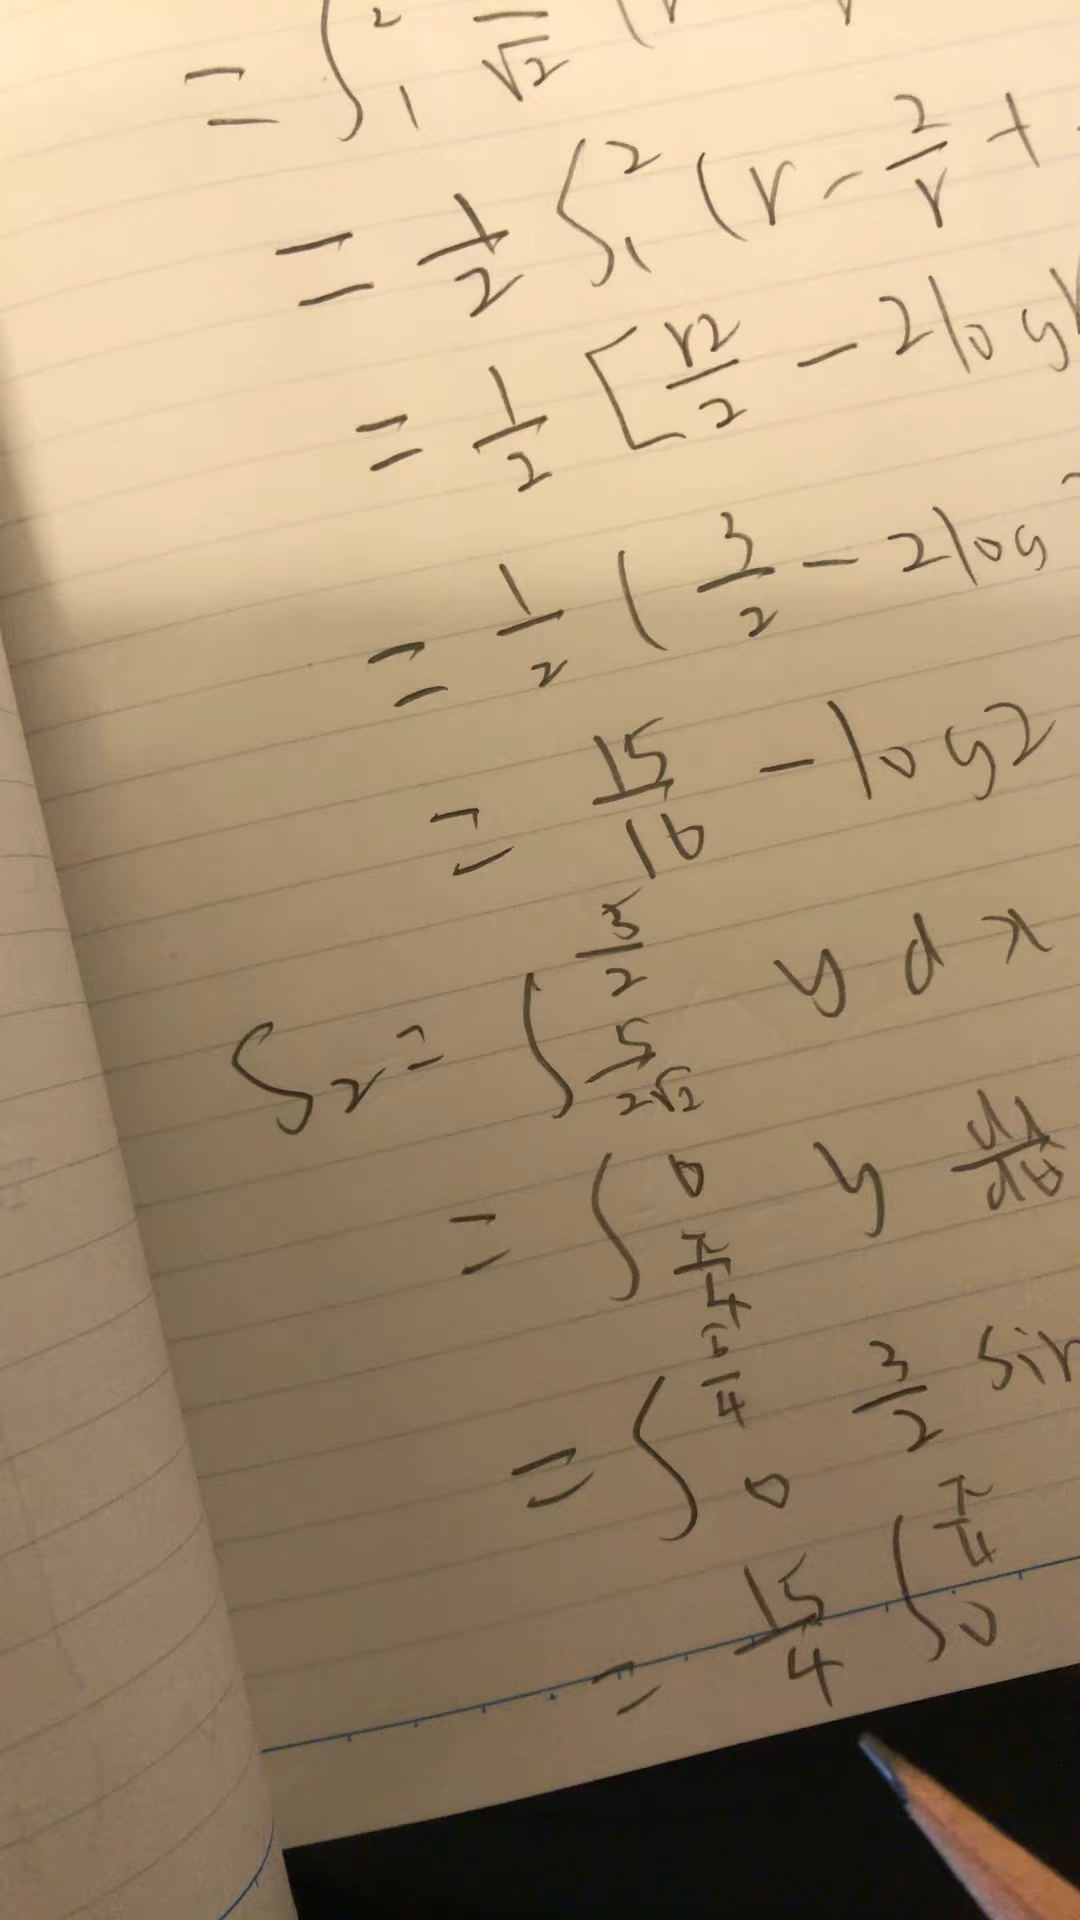 = ∫₁² —/√2 (r
= 1/2 ∫₁² (r - 2/r +
= 1/2 [r2/2 - 2log r
= 1/2 (3/2 - 2log
= 15/16 - log2
S₂ = ∫_{5/2√2}^{5/2} y dx
= ∫_{π/4}^{0} y dx/dθ
= ∫_{0}^{π/4} 3/2 sin
= 15/4 ∫_{0}^{π/4}